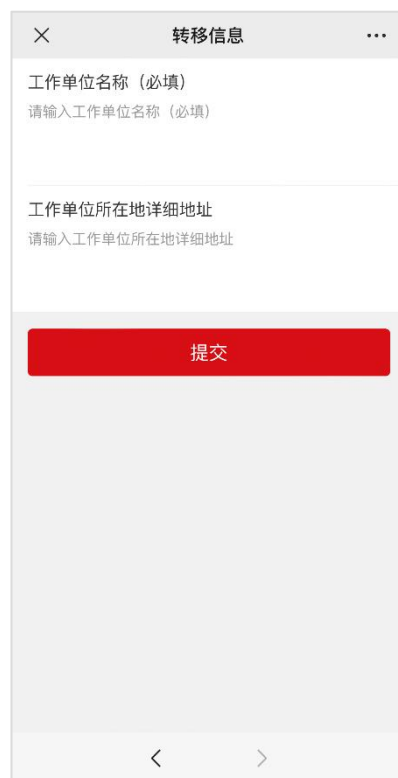 转移信息
工作单位名称（必填）
请输入工作单位名称（必填）
工作单位所在地详细地址
请输入工作单位所在地详细地址
提交